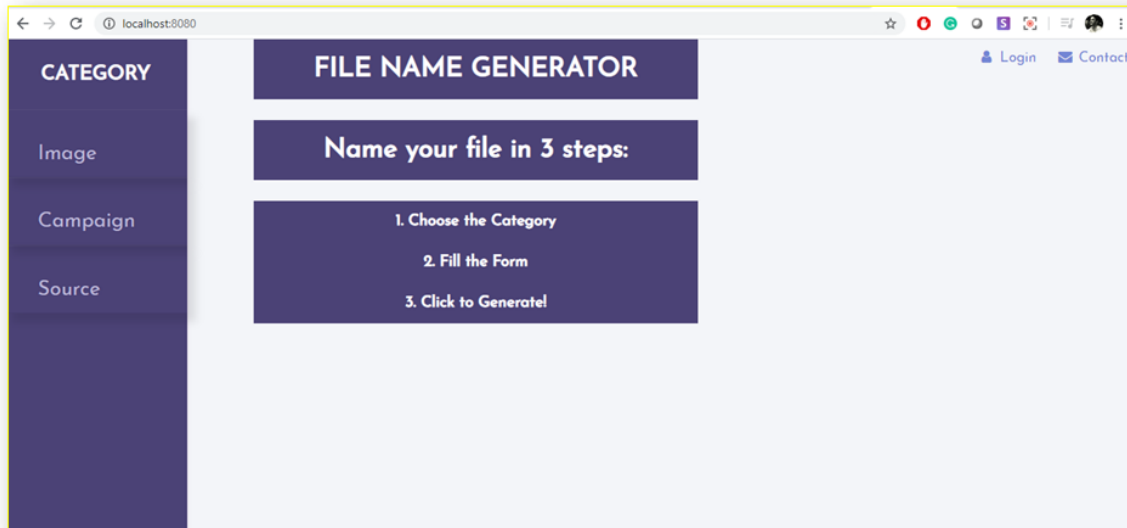 localhost:8080
CATEGORY
Image
Campaign
Source
FILE NAME GENERATOR
Name your file in 3 steps:
1. Choose the Category
2. Fill the Form
3. Click to Generate!
Login Contact